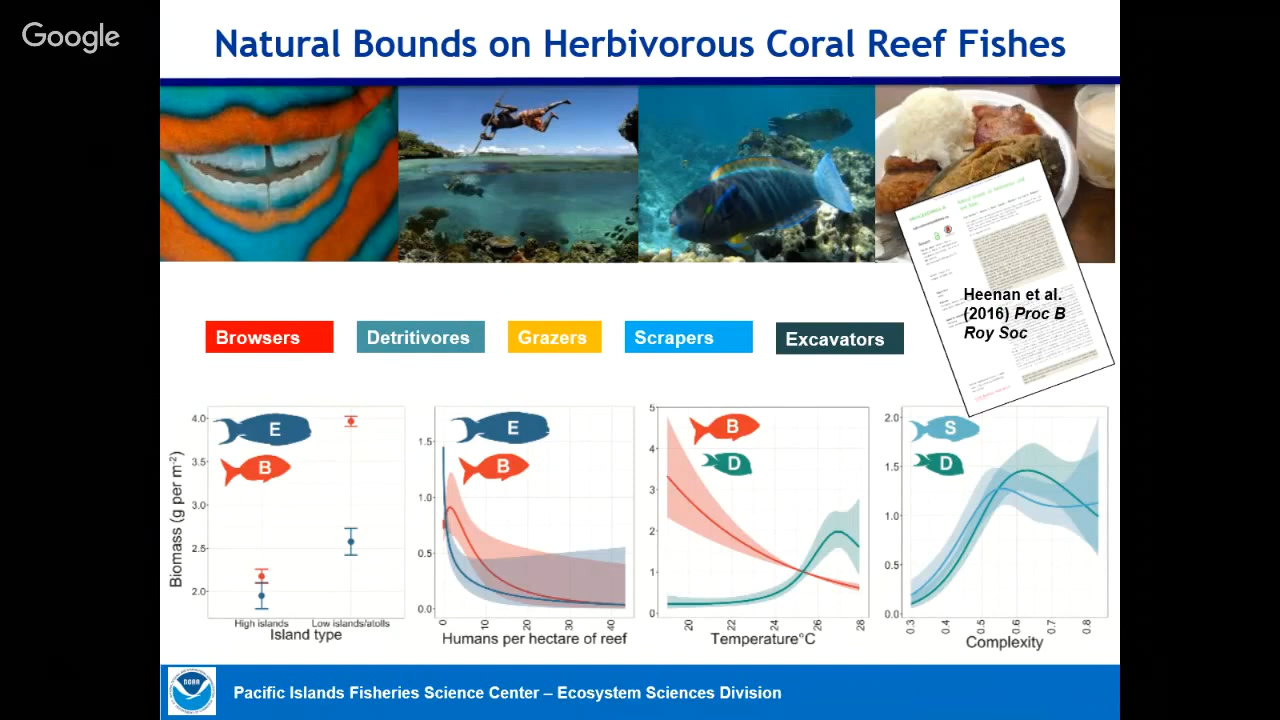 Google
Natural Bounds on Herbivorous Coral Reef Fishes
Heenan et al.
(2016) Proc B
Roy Soc
Browsers
Detritivores
Grazers
Scrapers
Excavators
Biomass (g per m-2)
4.0
3.5
3.0
2.5
2.0
E
B
High islands
Low islands/atolls
Island type
1.5
1.0
0.5
0.0
E
B
0
10
20
30
40
Humans per hectare of reef
5
4
3
2
1
0
B
D
20
22
24
26
28
Temperature°C
2.0
1.5
1.0
0.5
0.0
S
D
0.3
0.4
0.5
0.6
0.7
0.8
Complexity
NOAA
Pacific Islands Fisheries Science Center – Ecosystem Sciences Division